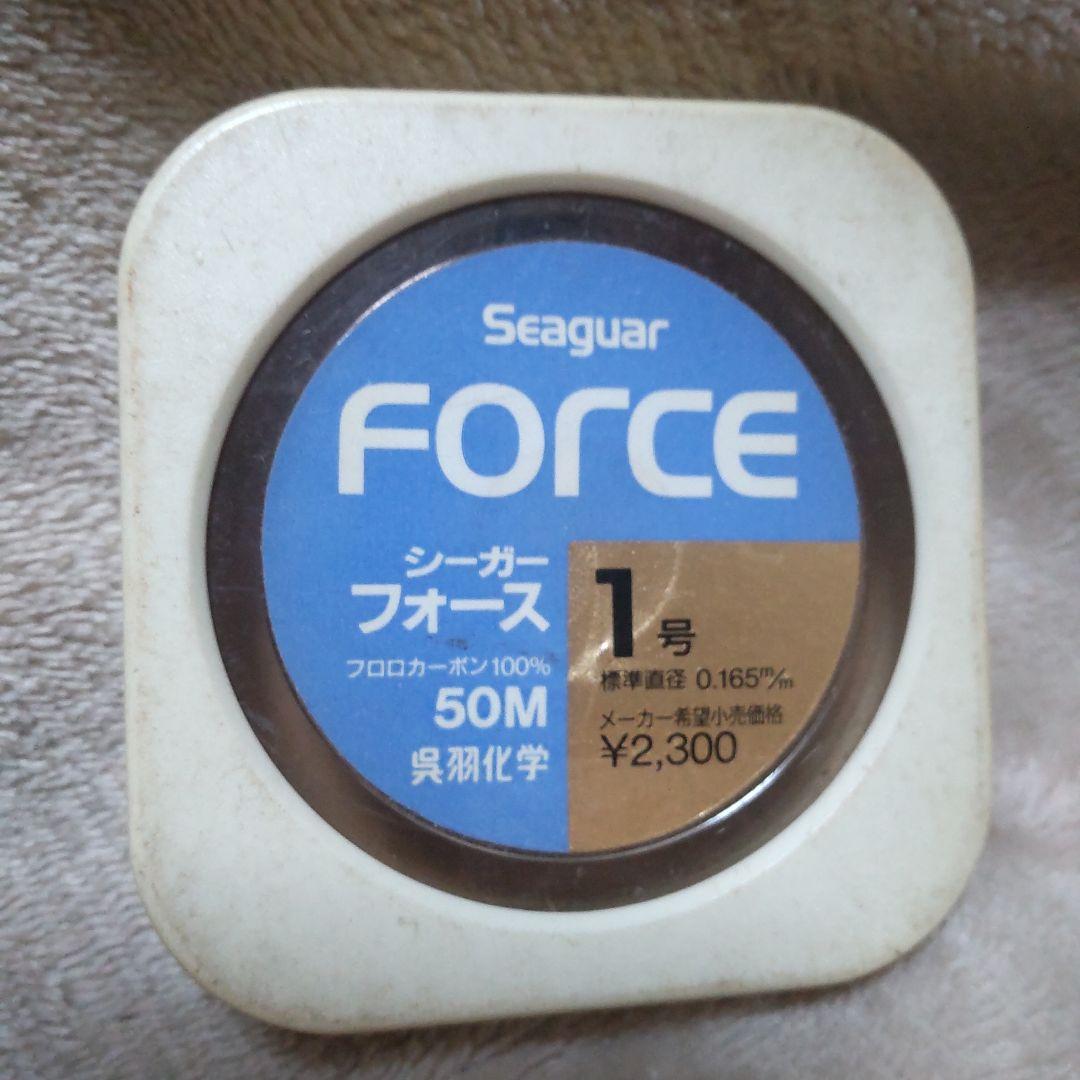 Seaguar
FORCE
シーガー
フォース
フロロカーボン100%
50M
呉羽化学
1号
標準直径 0.165m/m
メーカー希望小売価格
¥2,300